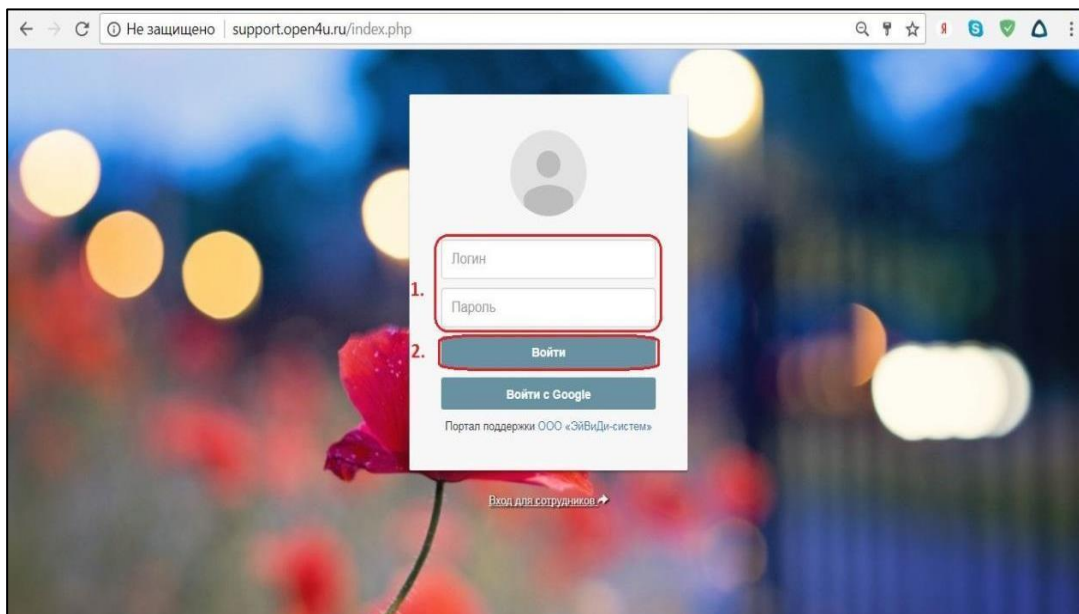 Не защищено support.open4u.ru/index.php
Логин
1.
Пароль
2. Войти
Войти с Google
Портал поддержки ООО «ЭйВиДи-систем»
Вход для сотрудников